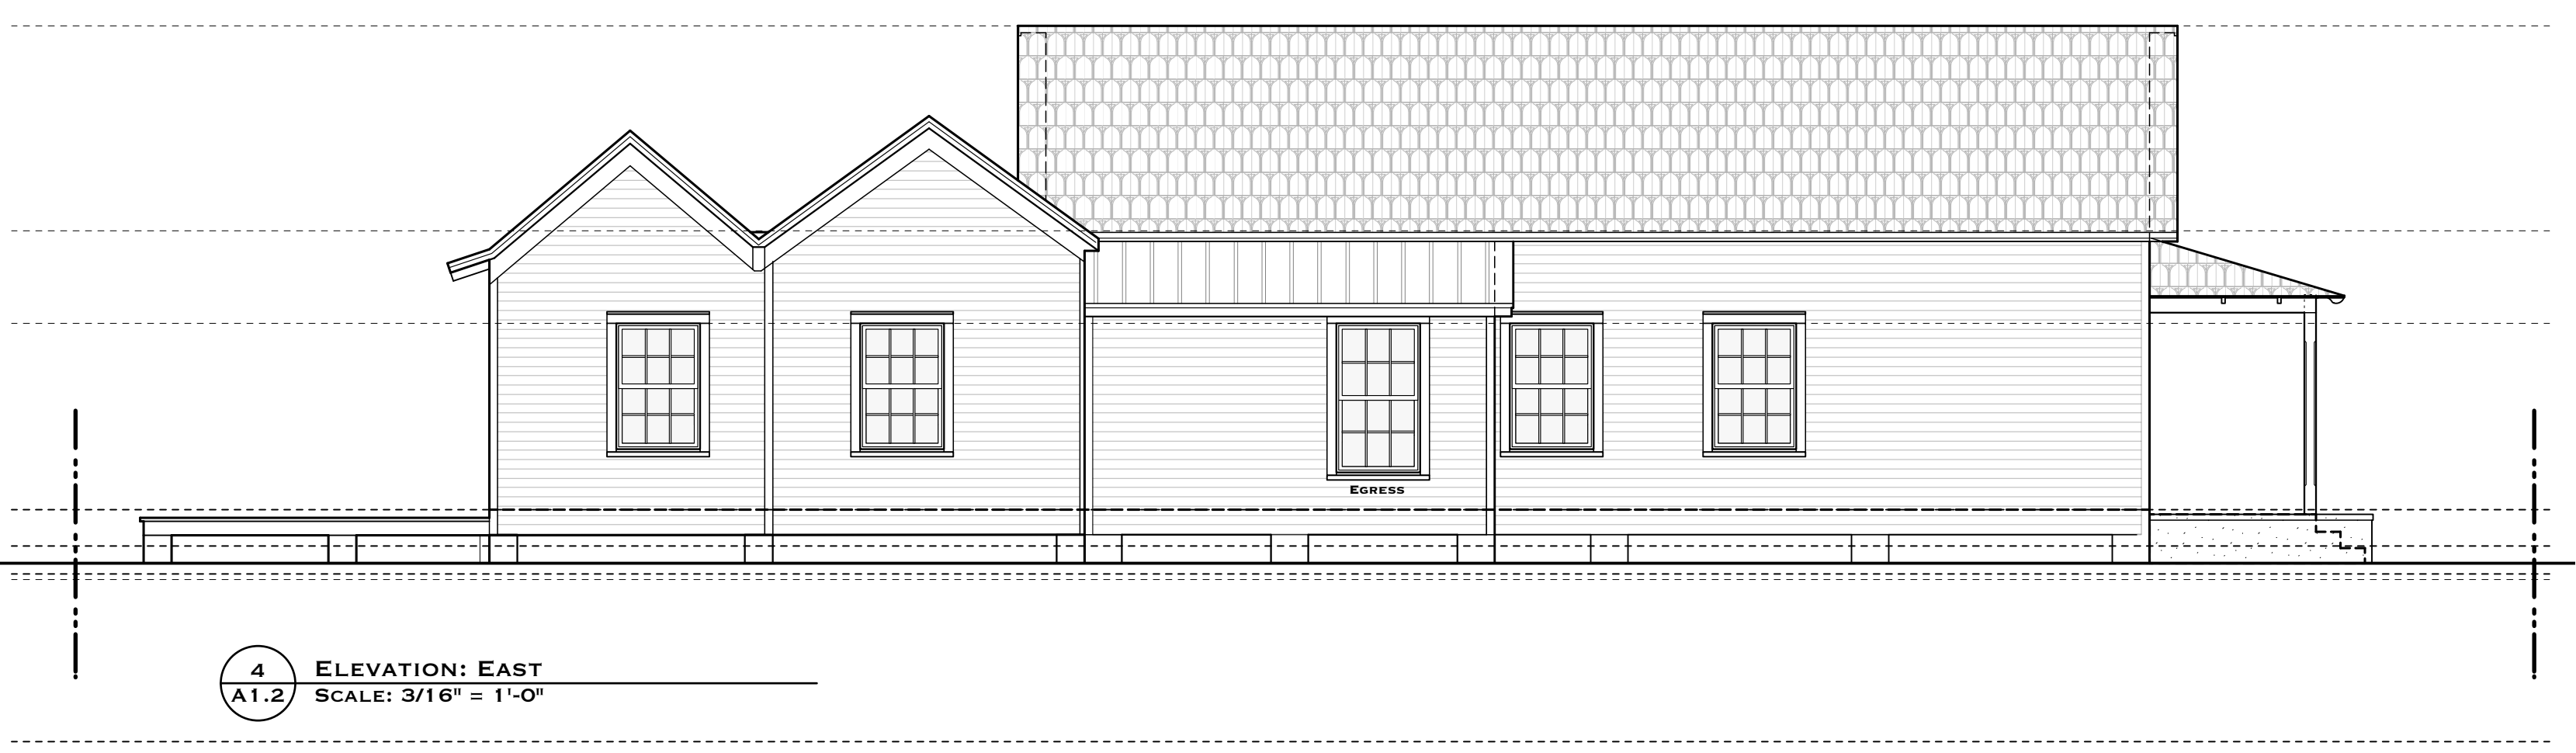 Egress
4
Elevation: East
A1.2
Scale: 3/16" = 1'-0"